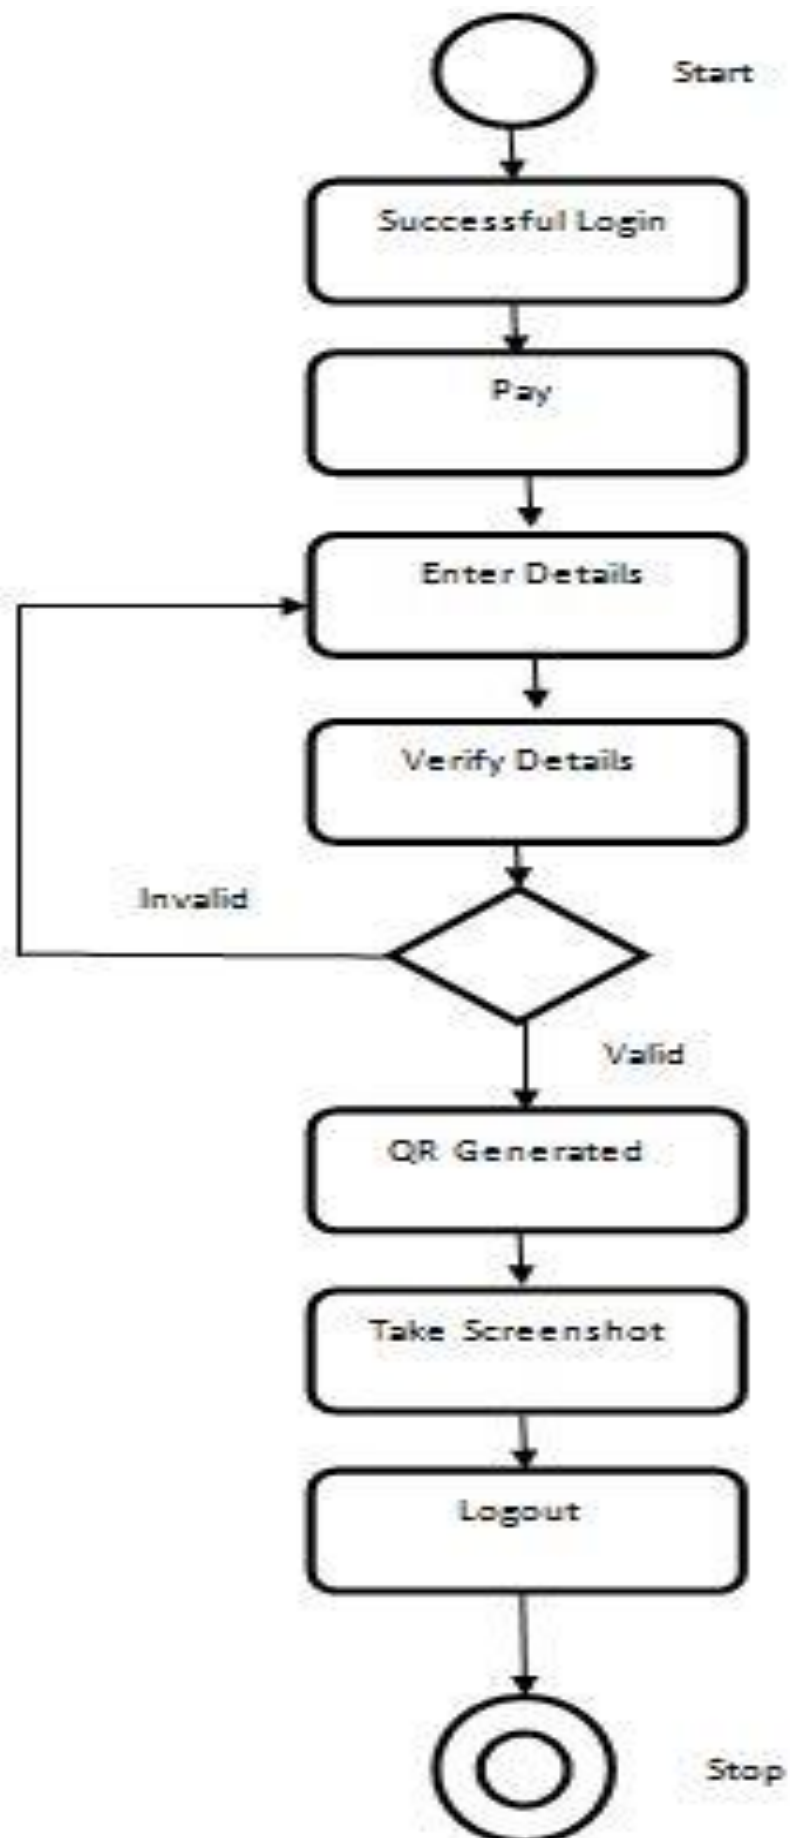 Start
Successful Login
Pay
Enter Details
Verify Details
Invalid
Valid
QR Generated
Take Screenshot
Logout
Stop